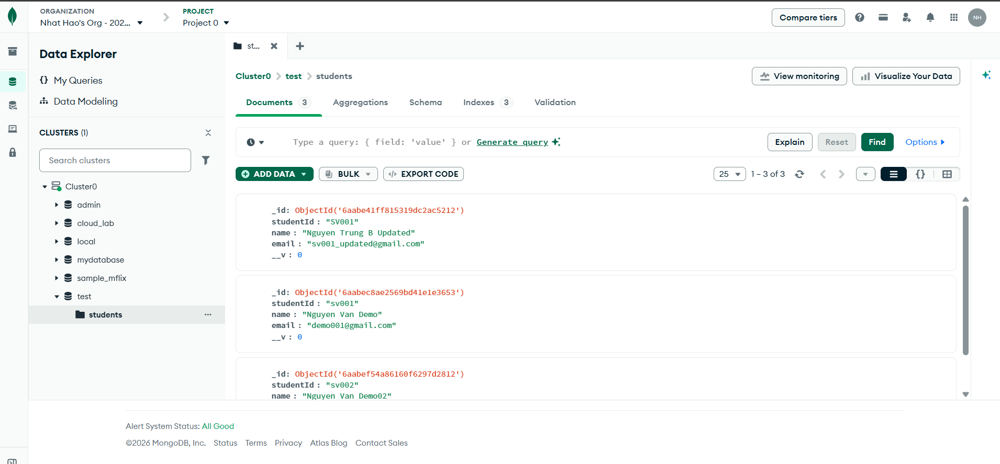 ORGANIZATION
Nhat Hao's Org - 202...
PROJECT
Project 0
Compare tiers
NH
Data Explorer
My Queries
Data Modeling
CLUSTERS (1)
Search clusters
Cluster0
admin
cloud_lab
local
mydatabase
sample_mflix
test
students
st...
Cluster0 > test > students
View monitoring
Visualize Your Data
Documents 3
Aggregations
Schema
Indexes 3
Validation
Type a query: { field: 'value' } or Generate query
Explain
Reset
Find
Options
ADD DATA
BULK
EXPORT CODE
25
1 – 3 of 3
_id: ObjectId('6aabe41ff815319dc2ac5212')
studentId : "SV001"
name : "Nguyen Trung B Updated"
email : "sv001_updated@gmail.com"
__v : 0
_id: ObjectId('6aabec8ae2569bd41e1e3653')
studentId : "sv001"
name : "Nguyen Van Demo"
email : "demo001@gmail.com"
__v : 0
_id: ObjectId('6aabef54a86160f6297d2812')
studentId : "sv002"
name : "Nguyen Van Demo02"
Alert System Status: All Good
©2026 MongoDB, Inc. Status Terms Privacy Atlas Blog Contact Sales